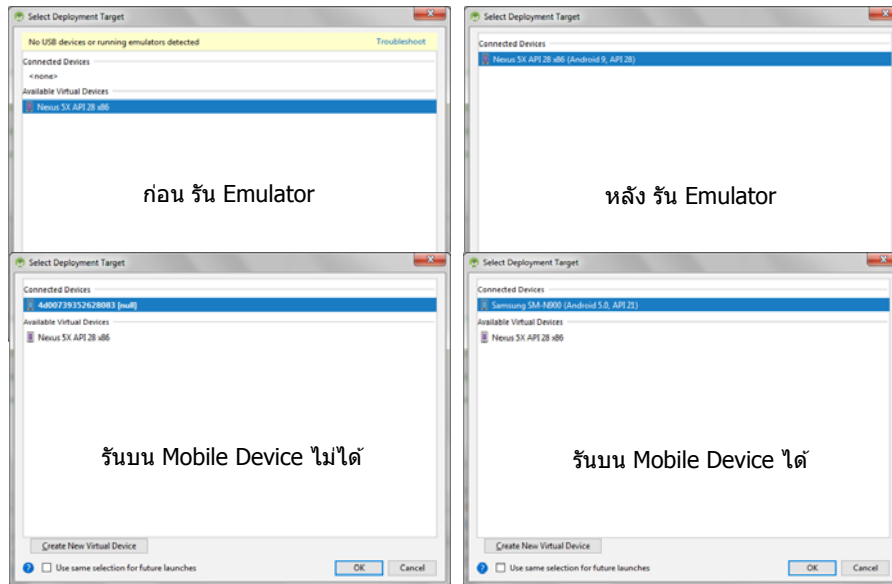 Select Deployment Target
No USB devices or running emulators detected Troubleshoot
Connected Devices
<none>
Available Virtual Devices
Nexus 5X API 28 x86
ก่อน รัน Emulator
Select Deployment Target
Connected Devices
Nexus 5X API 28 x86 (Android 9, API 28)
หลัง รัน Emulator
Select Deployment Target
Connected Devices
4d00739352628083 [null]
Available Virtual Devices
Nexus 5X API 28 x86
รันบน Mobile Device ไม่ได้
Create New Virtual Device
Use same selection for future launches
OK Cancel
Select Deployment Target
Connected Devices
Samsung SM-N900 (Android 5.0, API 21)
Available Virtual Devices
Nexus 5X API 28 x86
รันบน Mobile Device ได้
Create New Virtual Device
Use same selection for future launches
OK Cancel